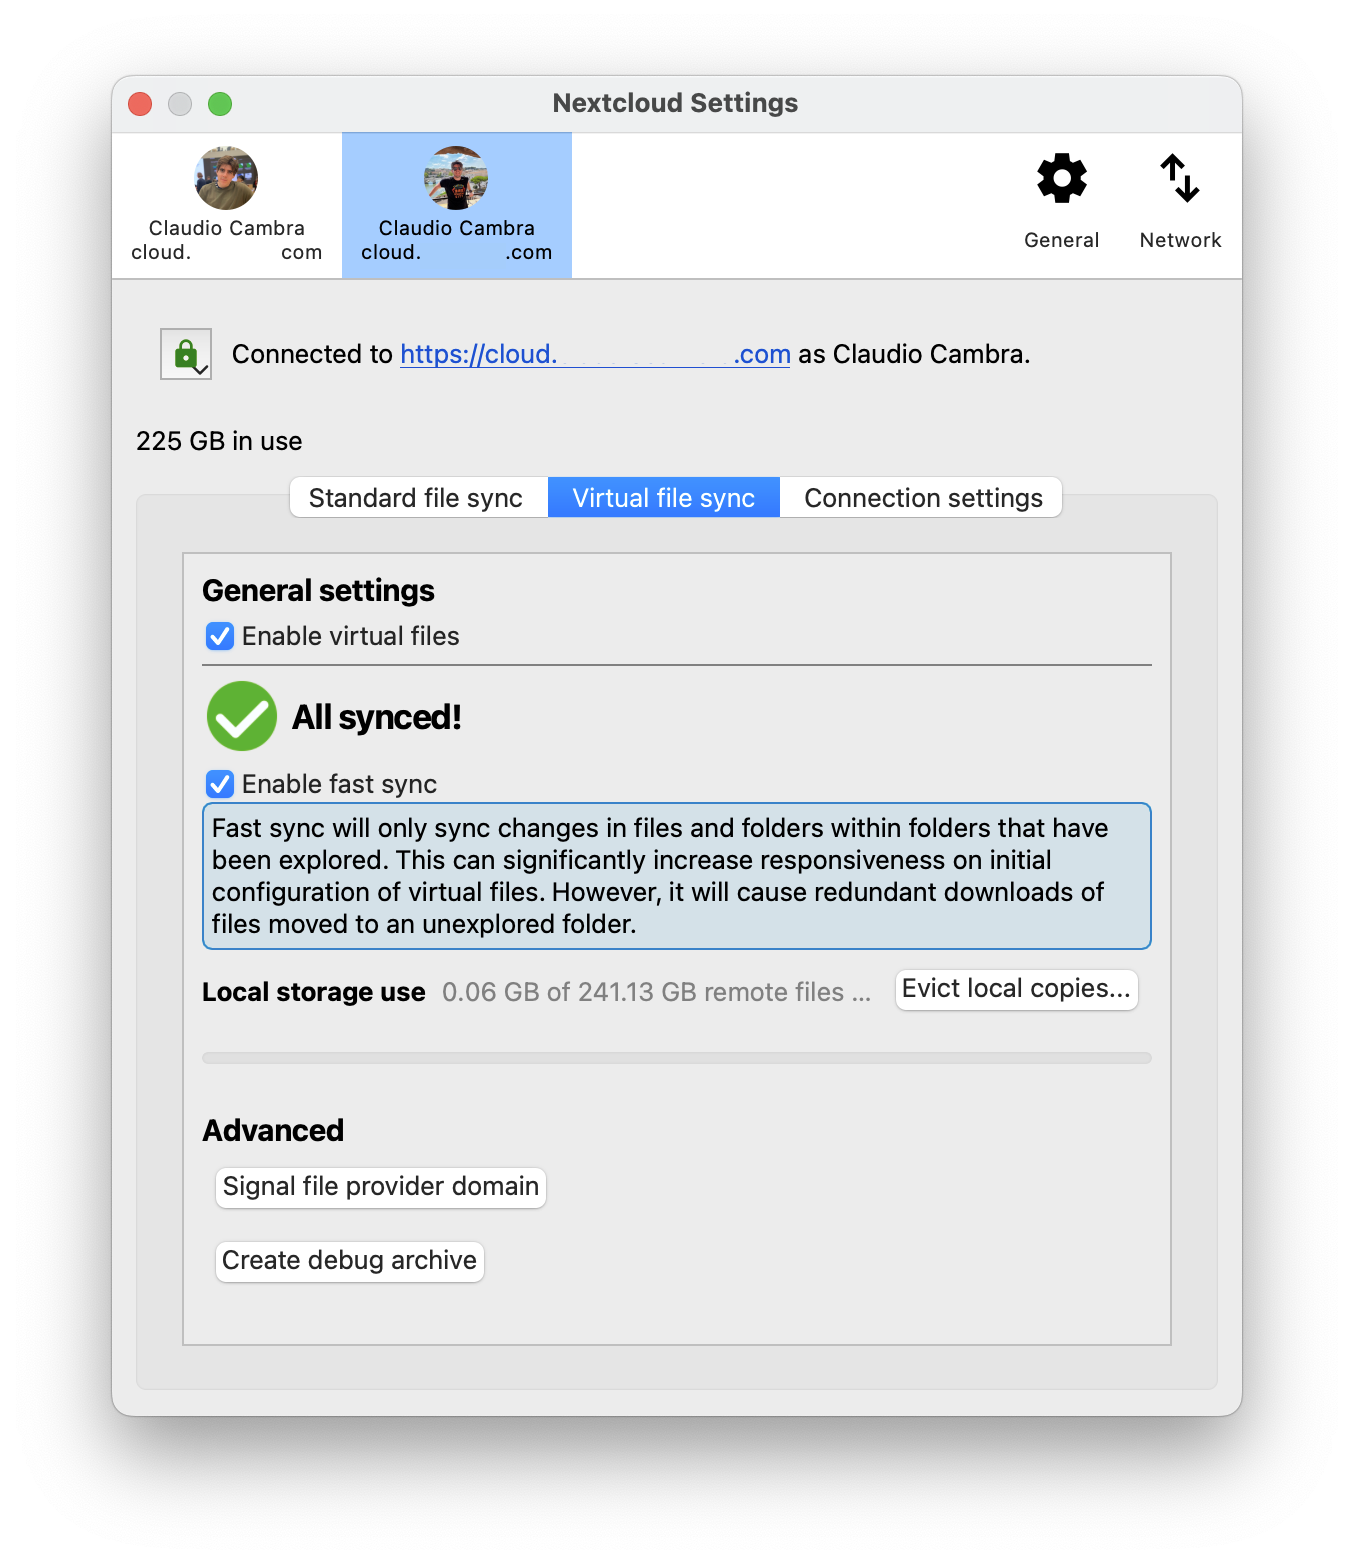 Nextcloud Settings
Claudio Cambra
cloud. com
Claudio Cambra
cloud. .com
General
Network
Connected to https://cloud. .com as Claudio Cambra.
225 GB in use
Standard file sync
Virtual file sync
Connection settings
General settings
Enable virtual files
All synced!
Enable fast sync
Fast sync will only sync changes in files and folders within folders that have
been explored. This can significantly increase responsiveness on initial
configuration of virtual files. However, it will cause redundant downloads of
files moved to an unexplored folder.
Local storage use 0.06 GB of 241.13 GB remote files ...
Evict local copies...
Advanced
Signal file provider domain
Create debug archive